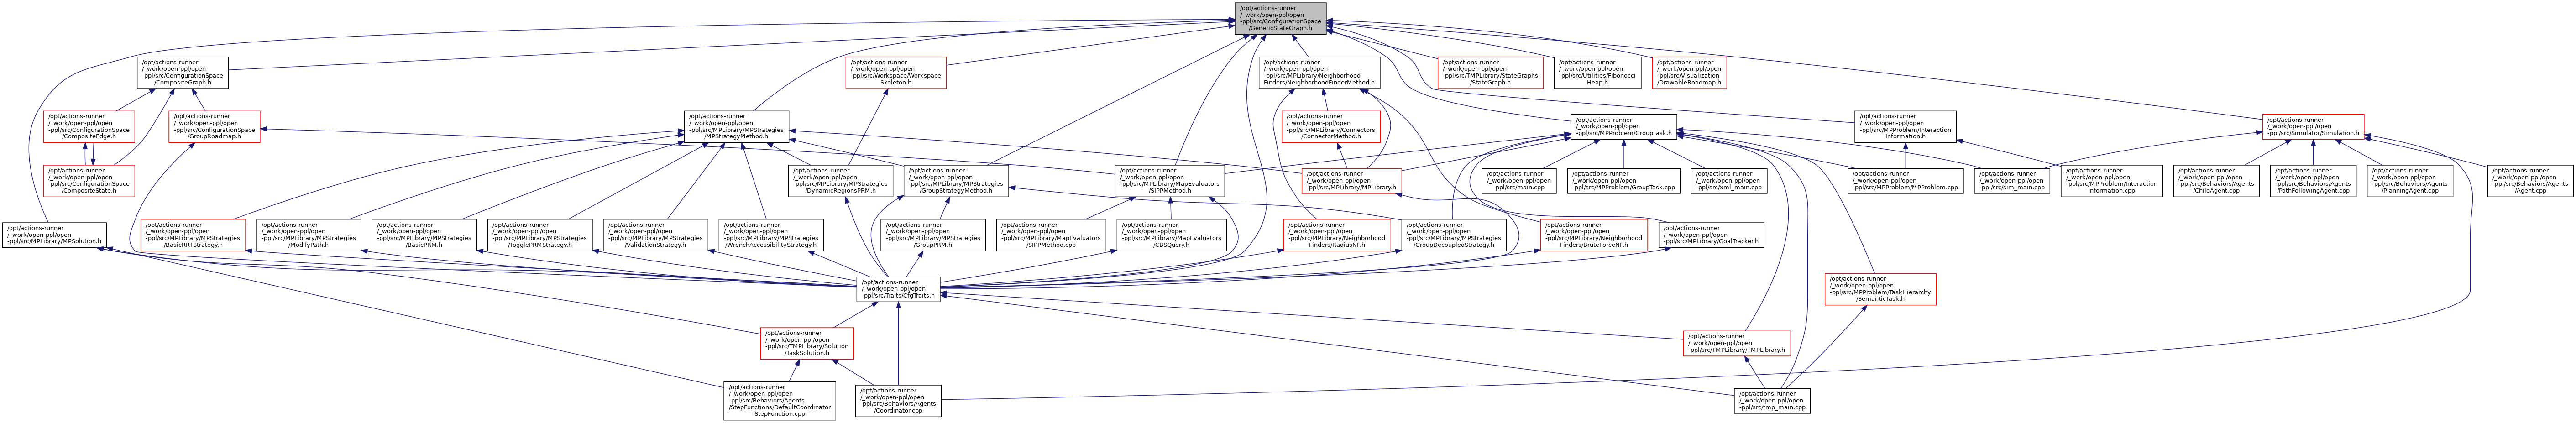 /opt/actions-runner
/_work/open-ppl/open
-ppl/src/ConfigurationSpace
/GenericStateGraph.h
/opt/actions-runner
/_work/open-ppl/open
-ppl/src/ConfigurationSpace
/CompositeGraph.h
/opt/actions-runner
/_work/open-ppl/open
-ppl/src/Workspace/Workspace
Skeleton.h
/opt/actions-runner
/_work/open-ppl/open
-ppl/src/MPLibrary/Neighborhood
Finders/NeighborhoodFinderMethod.h
/opt/actions-runner
/_work/open-ppl/open
-ppl/src/TMPLibrary/StateGraphs
/StateGraph.h
/opt/actions-runner
/_work/open-ppl/open
-ppl/src/Utilities/Fibonacci
Heap.h
/opt/actions-runner
/_work/open-ppl/open
-ppl/src/Visualization
/DrawableRoadmap.h
/opt/actions-runner
/_work/open-ppl/open
-ppl/src/ConfigurationSpace
/CompositeEdge.h
/opt/actions-runner
/_work/open-ppl/open
-ppl/src/ConfigurationSpace
/GroupRoadmap.h
/opt/actions-runner
/_work/open-ppl/open
-ppl/src/MPLibrary/MPStrategies
/MPStrategyMethod.h
/opt/actions-runner
/_work/open-ppl/open
-ppl/src/MPLibrary/Connectors
/ConnectorMethod.h
/opt/actions-runner
/_work/open-ppl/open
-ppl/src/MPProblem/GroupTask.h
/opt/actions-runner
/_work/open-ppl/open
-ppl/src/MPProblem/Interaction
Information.h
/opt/actions-runner
/_work/open-ppl/open
-ppl/src/Simulator/Simulation.h
/opt/actions-runner
/_work/open-ppl/open
-ppl/src/ConfigurationSpace
/CompositeState.h
/opt/actions-runner
/_work/open-ppl/open
-ppl/src/MPLibrary/MPStrategies
/DynamicRegionsPRM.h
/opt/actions-runner
/_work/open-ppl/open
-ppl/src/MPLibrary/MPStrategies
/GroupStrategyMethod.h
/opt/actions-runner
/_work/open-ppl/open
-ppl/src/MPLibrary/MapEvaluators
/SIPPMethod.h
/opt/actions-runner
/_work/open-ppl/open
-ppl/src/MPLibrary/MPLibrary.h
/opt/actions-runner
/_work/open-ppl/open
-ppl/src/main.cpp
/opt/actions-runner
/_work/open-ppl/open
-ppl/src/MPProblem/GroupTask.cpp
/opt/actions-runner
/_work/open-ppl/open
-ppl/src/xml_main.cpp
/opt/actions-runner
/_work/open-ppl/open
-ppl/src/MPProblem/MPProblem.cpp
/opt/actions-runner
/_work/open-ppl/open
-ppl/src/sim_main.cpp
/opt/actions-runner
/_work/open-ppl/open
-ppl/src/MPProblem/Interaction
Information.cpp
/opt/actions-runner
/_work/open-ppl/open
-ppl/src/Behaviors/Agents
/ChildAgent.cpp
/opt/actions-runner
/_work/open-ppl/open
-ppl/src/Behaviors/Agents
/PathFollowingAgent.cpp
/opt/actions-runner
/_work/open-ppl/open
-ppl/src/Behaviors/Agents
/PlanningAgent.cpp
/opt/actions-runner
/_work/open-ppl/open
-ppl/src/Behaviors/Agents
/Agent.cpp
/opt/actions-runner
/_work/open-ppl/open
-ppl/src/MPLibrary/MPSolution.h
/opt/actions-runner
/_work/open-ppl/open
-ppl/src/MPLibrary/MPStrategies
/BasicRRTStrategy.h
/opt/actions-runner
/_work/open-ppl/open
-ppl/src/MPLibrary/MPStrategies
/ModifyPath.h
/opt/actions-runner
/_work/open-ppl/open
-ppl/src/MPLibrary/MPStrategies
/BasicPRM.h
/opt/actions-runner
/_work/open-ppl/open
-ppl/src/MPLibrary/MPStrategies
/TogglePRMStrategy.h
/opt/actions-runner
/_work/open-ppl/open
-ppl/src/MPLibrary/MPStrategies
/ValidationStrategy.h
/opt/actions-runner
/_work/open-ppl/open
-ppl/src/MPLibrary/MPStrategies
/WrenchAccessibilityStrategy.h
/opt/actions-runner
/_work/open-ppl/open
-ppl/src/MPLibrary/MPStrategies
/GroupPRM.h
/opt/actions-runner
/_work/open-ppl/open
-ppl/src/MPLibrary/MapEvaluators
/SIPPMethod.cpp
/opt/actions-runner
/_work/open-ppl/open
-ppl/src/MPLibrary/MapEvaluators
/CBSQuery.h
/opt/actions-runner
/_work/open-ppl/open
-ppl/src/MPLibrary/Neighborhood
Finders/RadiusNF.h
/opt/actions-runner
/_work/open-ppl/open
-ppl/src/MPLibrary/MPStrategies
/GroupDecoupledStrategy.h
/opt/actions-runner
/_work/open-ppl/open
-ppl/src/MPLibrary/Neighborhood
Finders/BruteForceNF.h
/opt/actions-runner
/_work/open-ppl/open
-ppl/src/MPLibrary/GoalTracker.h
/opt/actions-runner
/_work/open-ppl/open
-ppl/src/Traits/CfgTraits.h
/opt/actions-runner
/_work/open-ppl/open
-ppl/src/MPProblem/TaskHierarchy
/SemanticTask.h
/opt/actions-runner
/_work/open-ppl/open
-ppl/src/TMPLibrary/Solution
/TaskSolution.h
/opt/actions-runner
/_work/open-ppl/open
-ppl/src/TMPLibrary/TMPLibrary.h
/opt/actions-runner
/_work/open-ppl/open
-ppl/src/Behaviors/Agents
/StepFunctions/DefaultCoordinator
StepFunction.cpp
/opt/actions-runner
/_work/open-ppl/open
-ppl/src/Behaviors/Agents
/Coordinator.cpp
/opt/actions-runner
/_work/open-ppl/open
-ppl/src/tmp_main.cpp